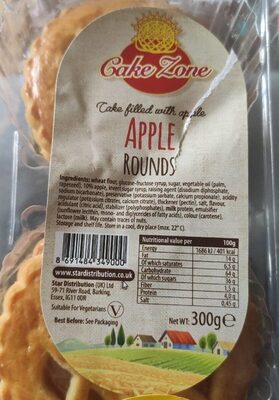 Cake Zone
Cake filled with apple
APPLE
ROUNDS
Ingredients: wheat flour, glucose-fructose syrup, sugar, vegetable oil (palm,
rapeseed), 10% apple, invert sugar syrup, raising agent (disodium diphosphate,
sodium bicarbonate), preservative (potassium sorbate, calcium propionate), acidity
regulator (potassium citrates, calcium citrates), thickener (pectin), salt, flavour,
acid (citric acid), stabilizer (polyphosphates), milk protein, emulsifier
(sunflower lecithin, mono- and diglycerides of fatty acids), colour (carotene),
lactose (milk). May contain traces of nuts.
Storage and shelf life. Store in a cool, dry place (max. 22° C).
8 691484 349000
www.stardistribution.co.uk
Star Distribution (UK) Ltd
59-71 River Road, Barking,
Essex, IG11 0DR
Suitable For Vegetarians V
Best Before: See Packaging
Nutritional value per 100g
Energy 1686 kJ / 401 kcal
Fat 14 g
Of which saturates 6,5 g
Carbohydrate 64 g
Of which sugars 36 g
Fiber 1,5 g
Protein 4,0 g
Salt 0,45 g
Net Wt: 300g e
Cake Zone